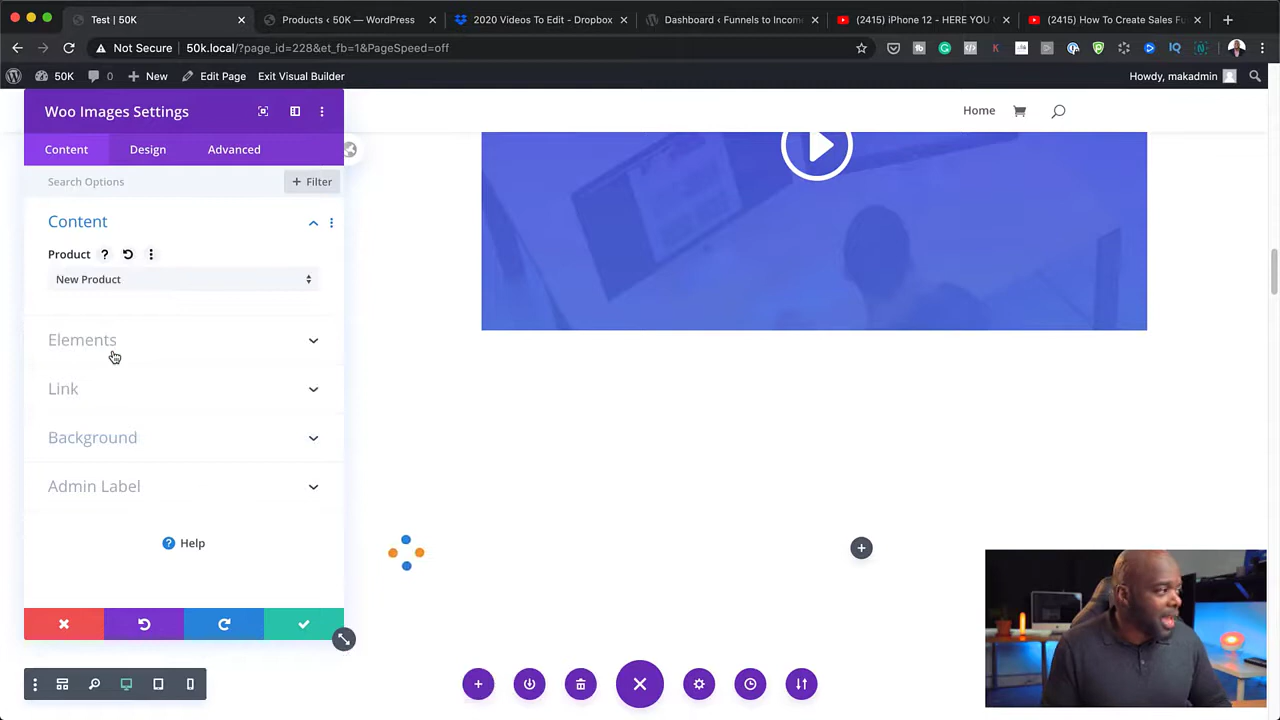 Test | 50K
Products ‹ 50K — WordPress
2020 Videos To Edit - Dropbox
Dashboard ‹ Funnels to Income
(2415) iPhone 12 - HERE YOU
(2415) How To Create Sales Fu
Not Secure | 50k.local/?page_id=22&et_fb=1&PageSpeed=off
50K
0
New
Edit Page
Exit Visual Builder
Howdy, makadmin
Woo Images Settings
Home
Content
Design
Advanced
Search Options
+ Filter
Content
Product
New Product
Elements
Link
Background
Admin Label
Help